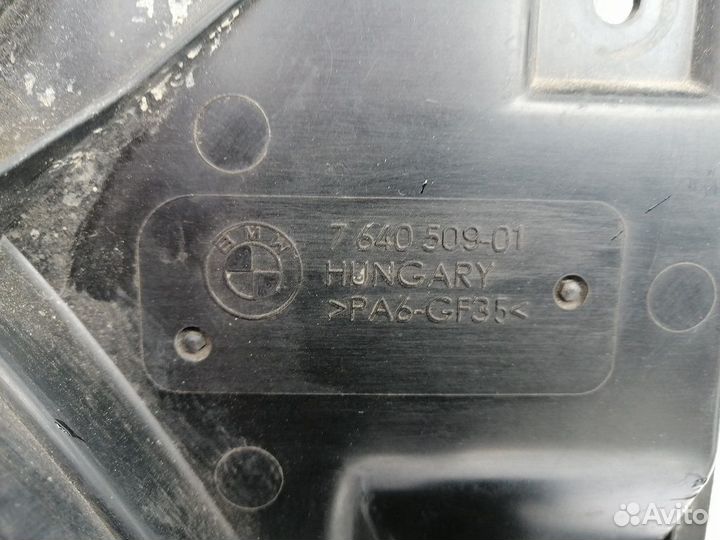 BMW
7 640 509-01
HUNGARY
>PA6-GF35<
Avito